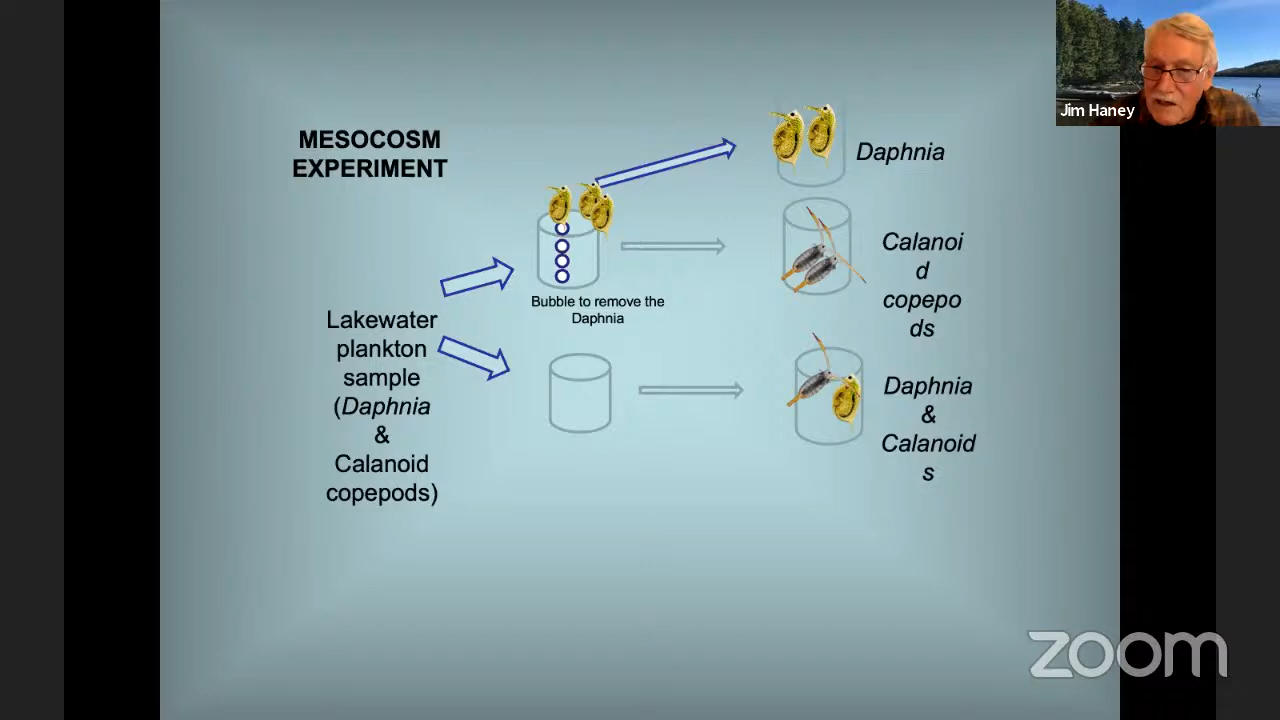 MESOCOSM
EXPERIMENT
Lakewater
plankton
sample
(Daphnia
&
Calanoid
copepods)
Bubble to remove the
Daphnia
Daphnia
Calanoi
d
copepo
ds
Daphnia
&
Calanoid
s
Jim Haney
zoom